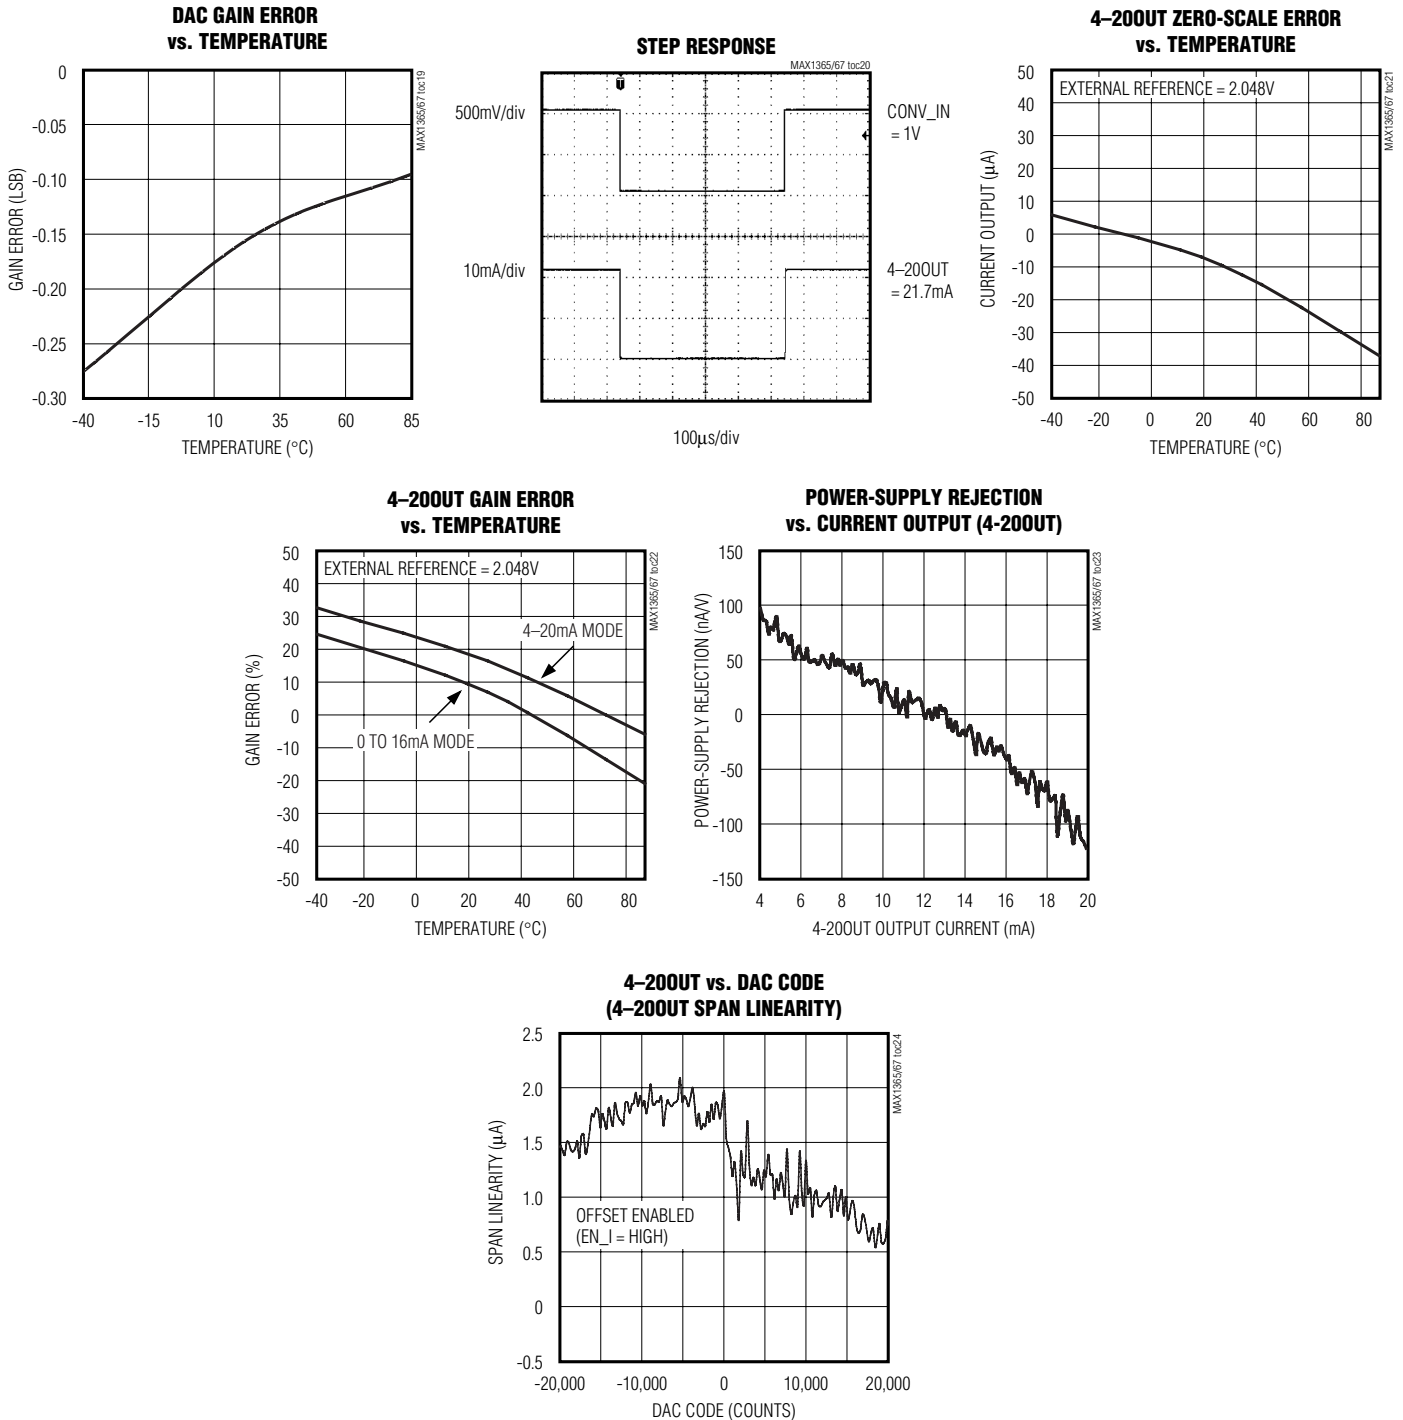 DAC GAIN ERROR
vs. TEMPERATURE
0
-0.05
-0.10
-0.15
-0.20
-0.25
-0.30
GAIN ERROR (LSB)
-40 -15 10 35 60 85
TEMPERATURE (°C)
MAX1365/67 toc19
STEP RESPONSE
MAX1365/67 toc20
500mV/div
CONV_IN
= 1V
10mA/div
4–20OUT
= 21.7mA
100µs/div
4–20OUT ZERO-SCALE ERROR
vs. TEMPERATURE
50
40
30
20
10
0
-10
-20
-30
-40
-50
CURRENT OUTPUT (µA)
EXTERNAL REFERENCE = 2.048V
MAX1365/67 toc21
-40 -20 0 20 40 60 80
TEMPERATURE (°C)
4–20OUT GAIN ERROR
vs. TEMPERATURE
50
40
30
20
10
0
-10
-20
-30
-40
-50
GAIN ERROR (%)
EXTERNAL REFERENCE = 2.048V
4–20mA MODE
0 TO 16mA MODE
MAX1365/67 toc22
-40 -20 0 20 40 60 80
TEMPERATURE (°C)
POWER-SUPPLY REJECTION
vs. CURRENT OUTPUT (4-20OUT)
150
100
50
0
-50
-100
-150
POWER-SUPPLY REJECTION (nA/V)
MAX1365/67 toc23
4 6 8 10 12 14 16 18 20
4-20OUT OUTPUT CURRENT (mA)
4–20OUT vs. DAC CODE
(4–20OUT SPAN LINEARITY)
2.5
2.0
1.5
1.0
0.5
0
-0.5
SPAN LINEARITY (µA)
OFFSET ENABLED
(EN_I = HIGH)
MAX1365/67 toc24
-20,000 -10,000 0 10,000 20,000
DAC CODE (COUNTS)